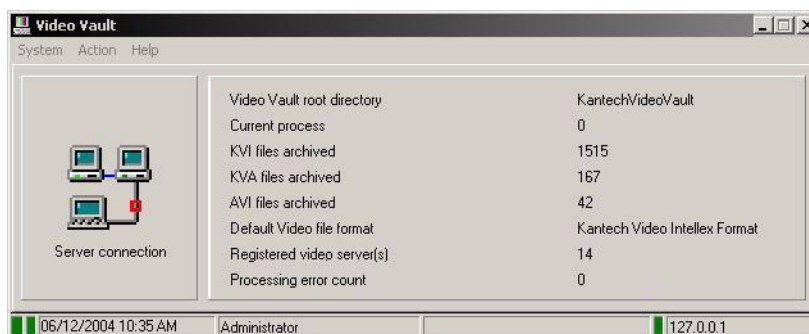 Video Vault
System Action Help
Video Vault root directory KantechVideoVault
Current process 0
KVI files archived 1515
KVA files archived 167
AVI files archived 42
Default Video file format Kantech Video Intellex Format
Registered video server(s) 14
Processing error count 0
Server connection
06/12/2004 10:35 AM Administrator 127.0.0.1